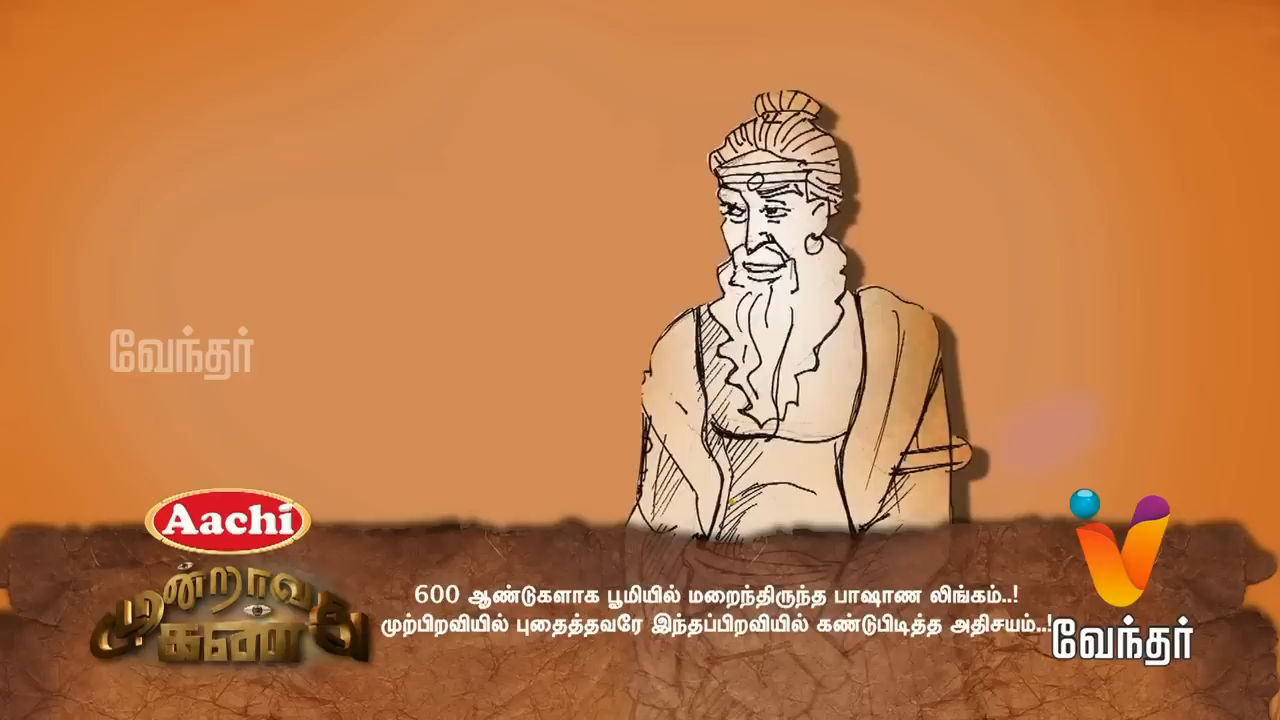 வேந்தர்
Aachi
மூன்றாவது
கண்
600 ஆண்டுகளாக பூமியில் மறைந்திருந்த பாஷாண லிங்கம்..!
முற்பிறவியில் புதைத்தவரே இந்தப்பிறவியில் கண்டுபிடித்த அதிசயம்..!
வேந்தர்